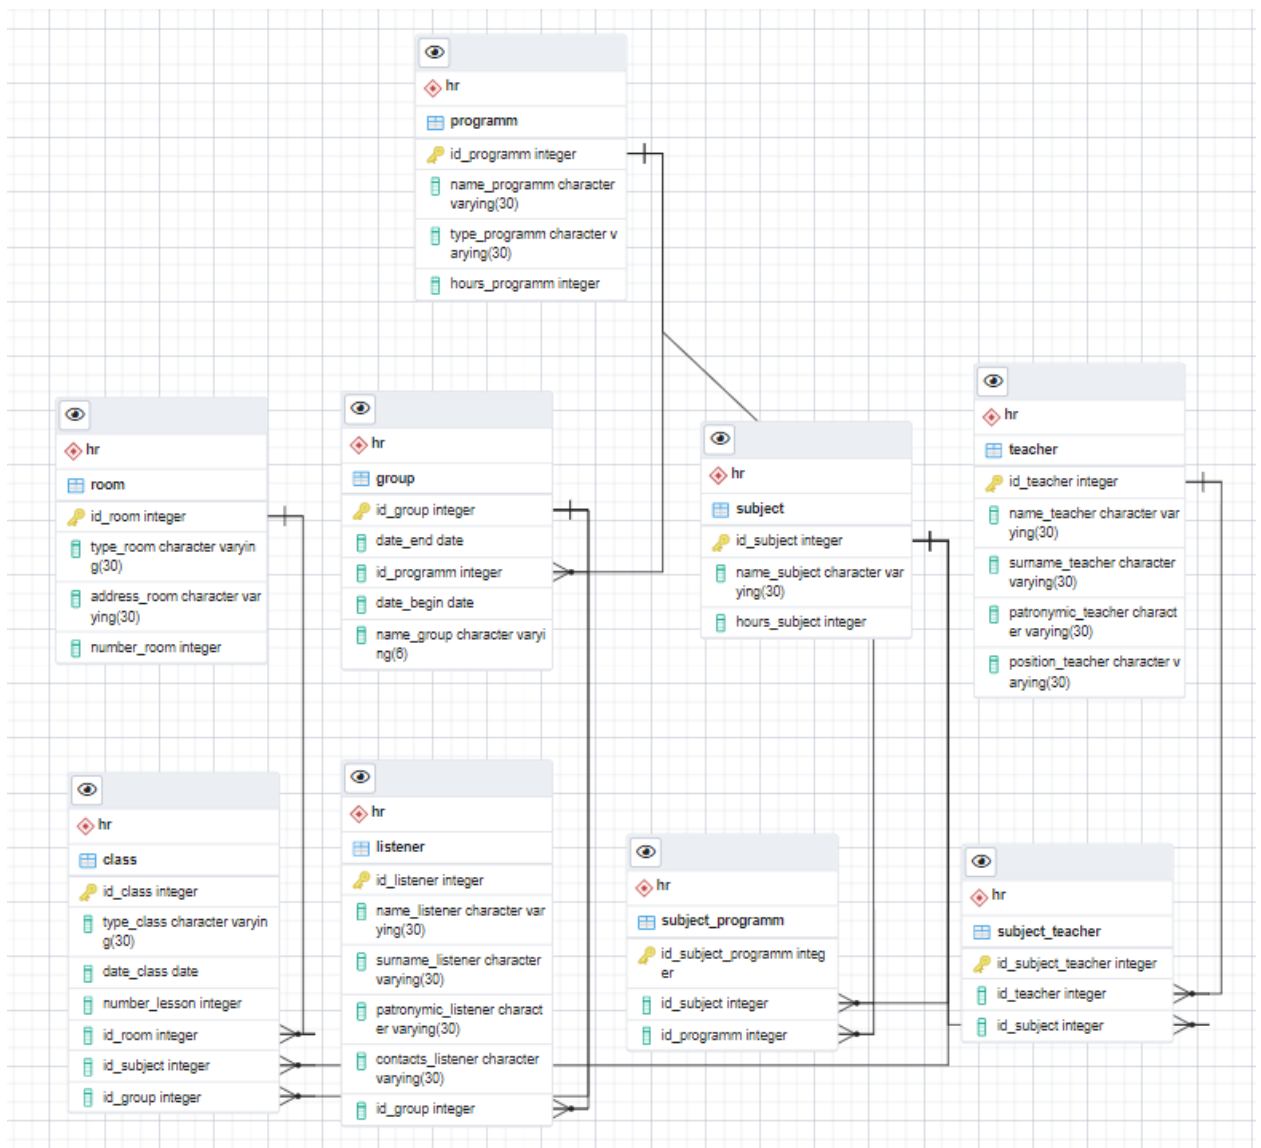 hr
programm
id_programm integer
name_programm character
varying(30)
type_programm character v
arying(30)
hours_programm integer
hr
room
id_room integer
type_room character varyin
g(30)
address_room character var
ying(30)
number_room integer
hr
group
id_group integer
date_end date
id_programm integer
date_begin date
name_group character varyi
ng(6)
hr
subject
id_subject integer
name_subject character var
ying(30)
hours_subject integer
hr
teacher
id_teacher integer
name_teacher character var
ying(30)
surname_teacher character
varying(30)
patronymic_teacher charact
er varying(30)
position_teacher character v
arying(30)
hr
class
id_class integer
type_class character varyin
g(30)
date_class date
number_lesson integer
id_room integer
id_subject integer
id_group integer
hr
listener
id_listener integer
name_listener character var
ying(30)
surname_listener character
varying(30)
patronymic_listener charact
er varying(30)
contacts_listener character
varying(30)
id_group integer
hr
subject_programm
id_subject_programm integ
er
id_subject integer
id_programm integer
hr
subject_teacher
id_subject_teacher integer
id_teacher integer
id_subject integer